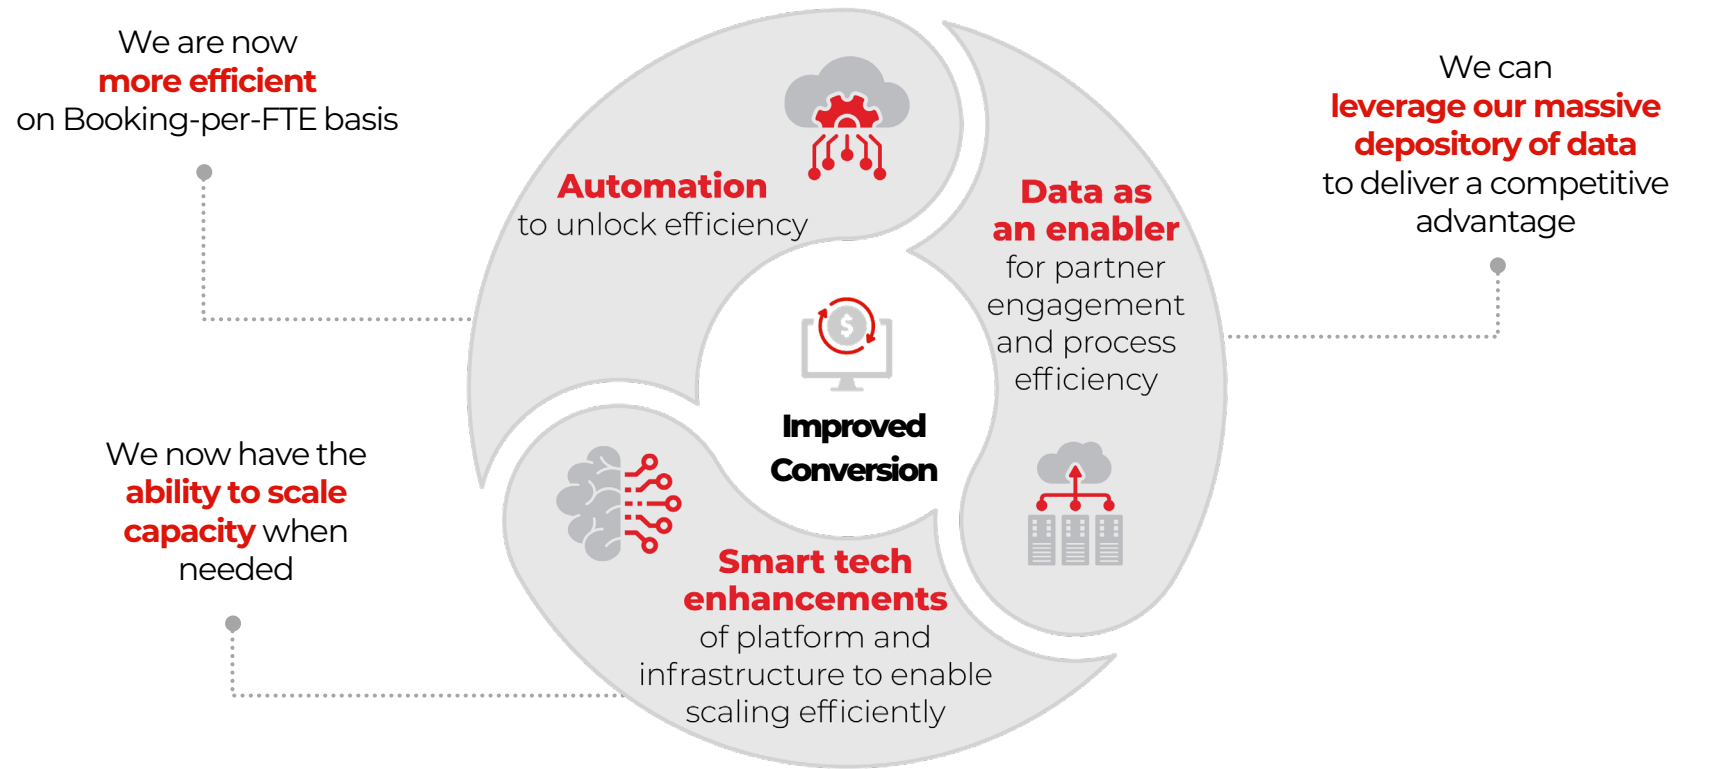 We are now
more efficient
on Booking-per-FTE basis
Automation
to unlock efficiency
Data as
an enabler
for partner
engagement
and process
efficiency
We can
leverage our massive
depository of data
to deliver a competitive
advantage
$
Improved
Conversion
We now have the
ability to scale
capacity when
needed
Smart tech
enhancements
of platform and
infrastructure to enable
scaling efficiently